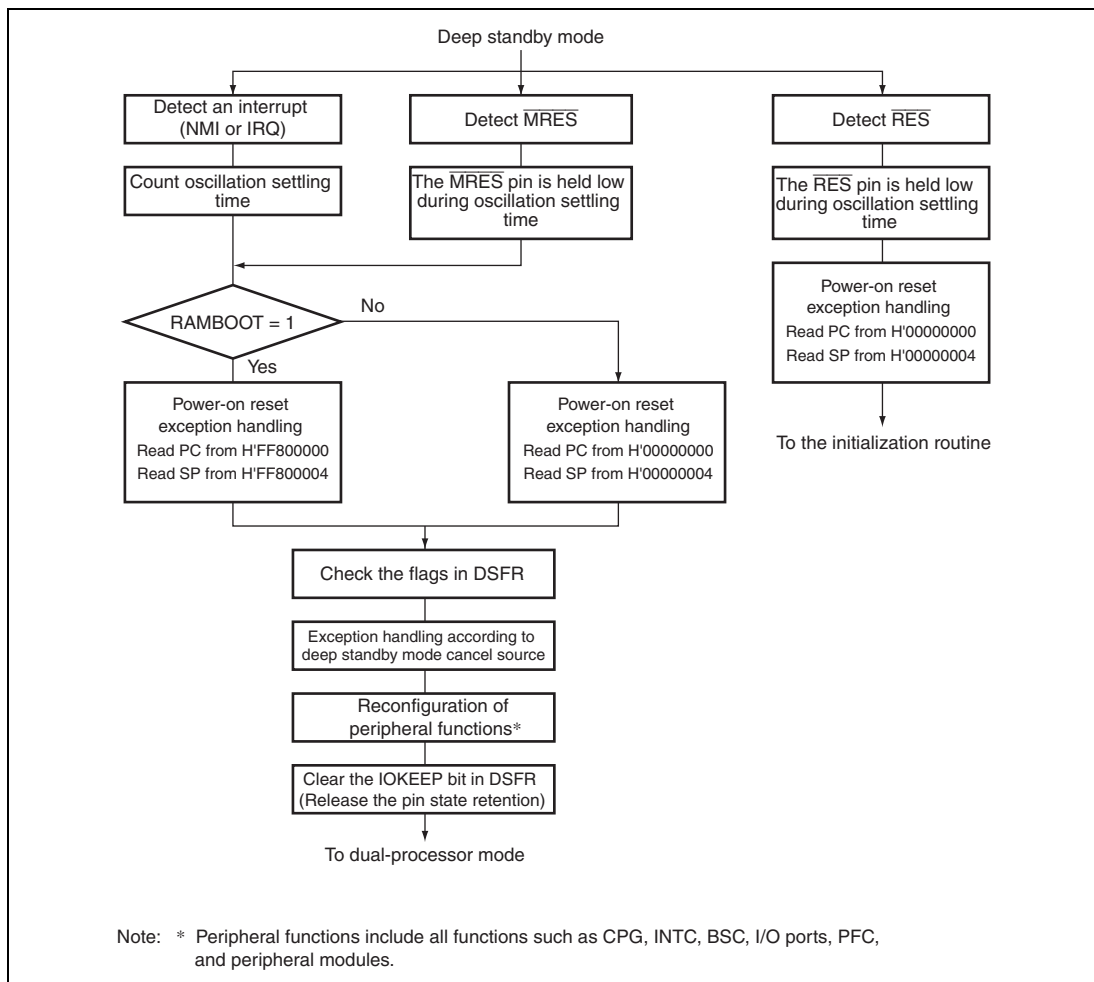 Deep standby mode
Detect an interrupt
(NMI or IRQ)
Detect MRES
Detect RES
Count oscillation settling
time
The MRES pin is held low
during oscillation settling
time
The RES pin is held low
during oscillation settling
time
RAMBOOT = 1
No
Yes
Power-on reset
exception handling
Read PC from H'00000000
Read SP from H'00000004
To the initialization routine
Power-on reset
exception handling
Read PC from H'FF800000
Read SP from H'FF800004
Power-on reset
exception handling
Read PC from H'00000000
Read SP from H'00000004
Check the flags in DSFR
Exception handling according to
deep standby mode cancel source
Reconfiguration of
peripheral functions*
Clear the IOKEEP bit in DSFR
(Release the pin state retention)
To dual-processor mode
Note: * Peripheral functions include all functions such as CPG, INTC, BSC, I/O ports, PFC,
and peripheral modules.